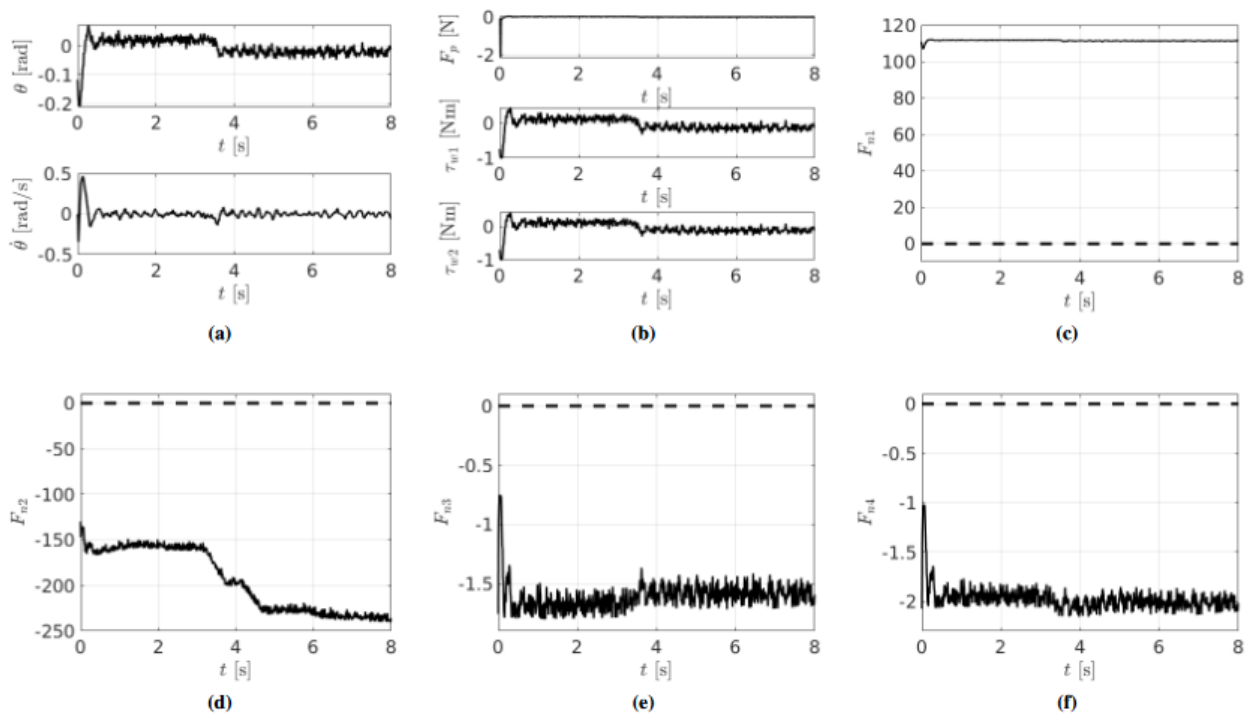 θ [rad]
0
-0.1
-0.2
0 2 4 6 8
t [s]
θ̇ [rad/s]
0.5
0
-0.5
0 2 4 6 8
t [s]
(a)
F_p [N]
0
-2
0 2 4 6 8
t [s]
τ_w1 [Nm]
0
-1
0 2 4 6 8
t [s]
τ_w2 [Nm]
0
-1
0 2 4 6 8
t [s]
(b)
F_n1
120
100
80
60
40
20
0
0 2 4 6 8
t [s]
(c)
F_n2
0
-50
-100
-150
-200
-250
0 2 4 6 8
t [s]
(d)
F_n3
0
-0.5
-1
-1.5
0 2 4 6 8
t [s]
(e)
F_n4
0
-0.5
-1
-1.5
-2
0 2 4 6 8
t [s]
(f)